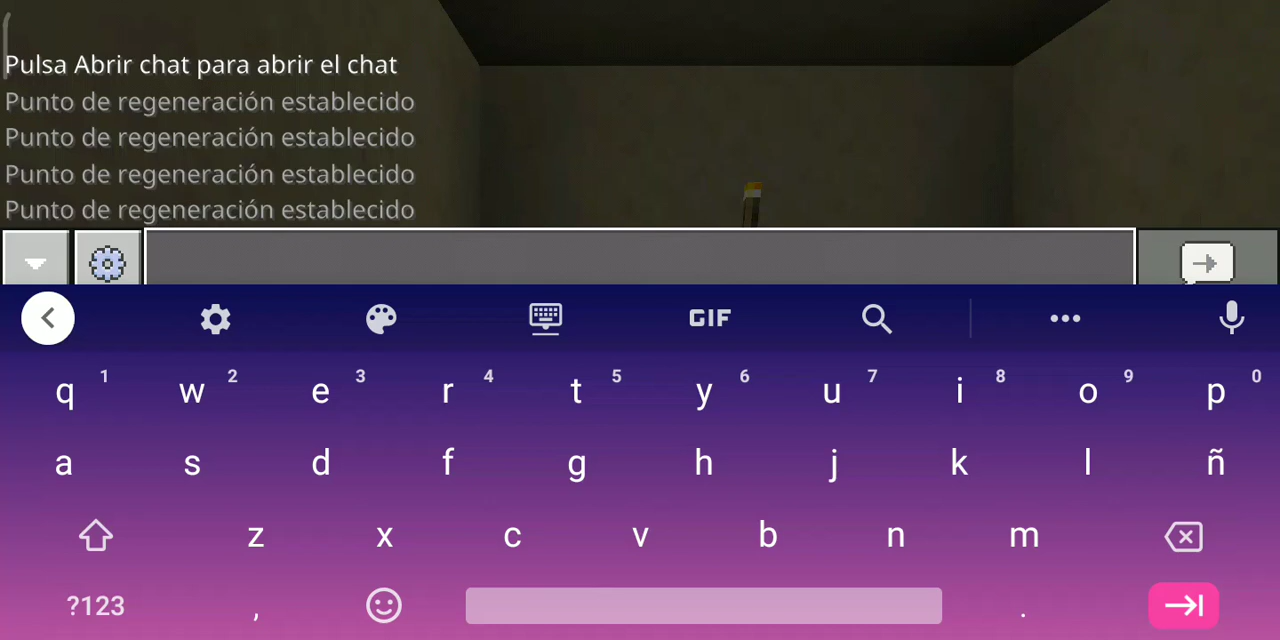 Pulsa Abrir chat para abrir el chat
Punto de regeneración establecido
Punto de regeneración establecido
Punto de regeneración establecido
Punto de regeneración establecido
GIF
q 1 w 2 e 3 r 4 t 5 y 6 u 7 i 8 o 9 p 0
a s d f g h j k l ñ
z x c v b n m
?123 , .